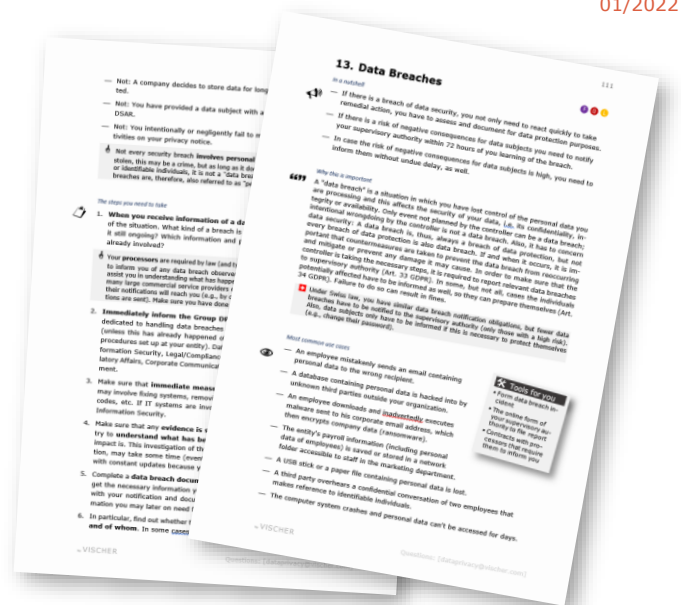 01/2022
— Not: A company decides to store data for long
ted.
— Not: You have provided a data subject with a
DSAR.
— Not: You intentionally or negligently fail to m
tivities on your privacy notice.
Not every security breach involves personal
stolen, this may be a crime, but as long as it do
or identifiable individuals, it is not a "data brea
breaches are, therefore, also referred to as "p
The steps you need to take
1. When you receive information of a da
of the situation. What kind of a breach is
it still ongoing? Which information and
already involved?
Your processors are required by law (and
to inform you of any data breach observe
assist you in understanding what has happe
many large commercial service providers
their notifications will reach you (e.g., by
tions are sent). Make sure you have done
2. Immediately inform the Group D
dedicated to handling data breaches
(unless this has already happened o
procedures set up at your entity). Dat
formation Security, Legal/Complianc
latory Affairs, Corporate Communicat
ment.
3. Make sure that immediate measu
may involve fixing systems, remov
codes, etc. If IT systems are invo
Information Security.
4. Make sure that any evidence is s
try to understand what has be
impact is. This investigation of th
tion, may take some time (even
with constant updates because y
5. Complete a data breach docum
get the necessary information y
with your notification and docu
mation you may later on need
6. In particular, find out whether t
and of whom. In some cases
VISCHER
111
13. Data Breaches
In a nutshell
— If there is a breach of data security, you not only need to react quickly to take
remedial action, you have to assess and document for data protection purposes.
— If there is a risk of negative consequences for data subjects you need to notify
your supervisory authority within 72 hours of you learning of the breach.
— In case the risk of negative consequences for data subjects is high, you need to
inform them without undue delay, as well.
Why this is important
A "data breach" is a situation in which you have lost control of the personal data you
are processing and this affects the security of your data, i.e. its confidentiality, in-
tegrity or availability. Only event not planned by the controller can be a data breach;
intentional wrongdoing by the controller is not a data breach. Also, it has to concern
data security: A data breach is, thus, always a breach of data protection, but not
every breach of data protection is also data breach. If and when it occurs, it is im-
portant that countermeasures are taken to prevent the data breach from reoccurring
and mitigate or prevent any damage it may cause. In order to make sure that the
controller is taking the necessary steps, it is required to report relevant data breaches
to supervisory authority (Art. 33 GDPR). In some, but not all, cases the individuals
potentially affected have to be informed as well, so they can prepare themselves (Art.
34 GDPR). Failure to do so can result in fines.
Under Swiss law, you have similar data breach notification obligations, but fewer data
breaches have to be notified to the supervisory authority (only those with a high risk).
Also, data subjects only have to be informed if this is necessary to protect themselves
(e.g., change their password).
Most common use cases
— An employee mistakenly sends an email containing
personal data to the wrong recipient.
— A database containing personal data is hacked into by
unknown third parties outside your organization.
— An employee downloads and inadvertedly executes
malware sent to his corporate email address, which
then encrypts company data (ransomware).
— The entity's payroll information (including personal
data of employees) is saved or stored in a network
folder accessible to staff in the marketing department.
— A USB stick or a paper file containing personal data is lost.
— A third party overhears a confidential conversation of two employees that
makes reference to identifiable individuals.
— The computer system crashes and personal data can't be accessed for days.
Tools for you
• Form data breach in-
cident
• The online form of
your supervisory au-
thority to file report
• Contracts with pro-
cessors that require
them to inform you
VISCHER
Questions: [dataprivacy@vischer.com]